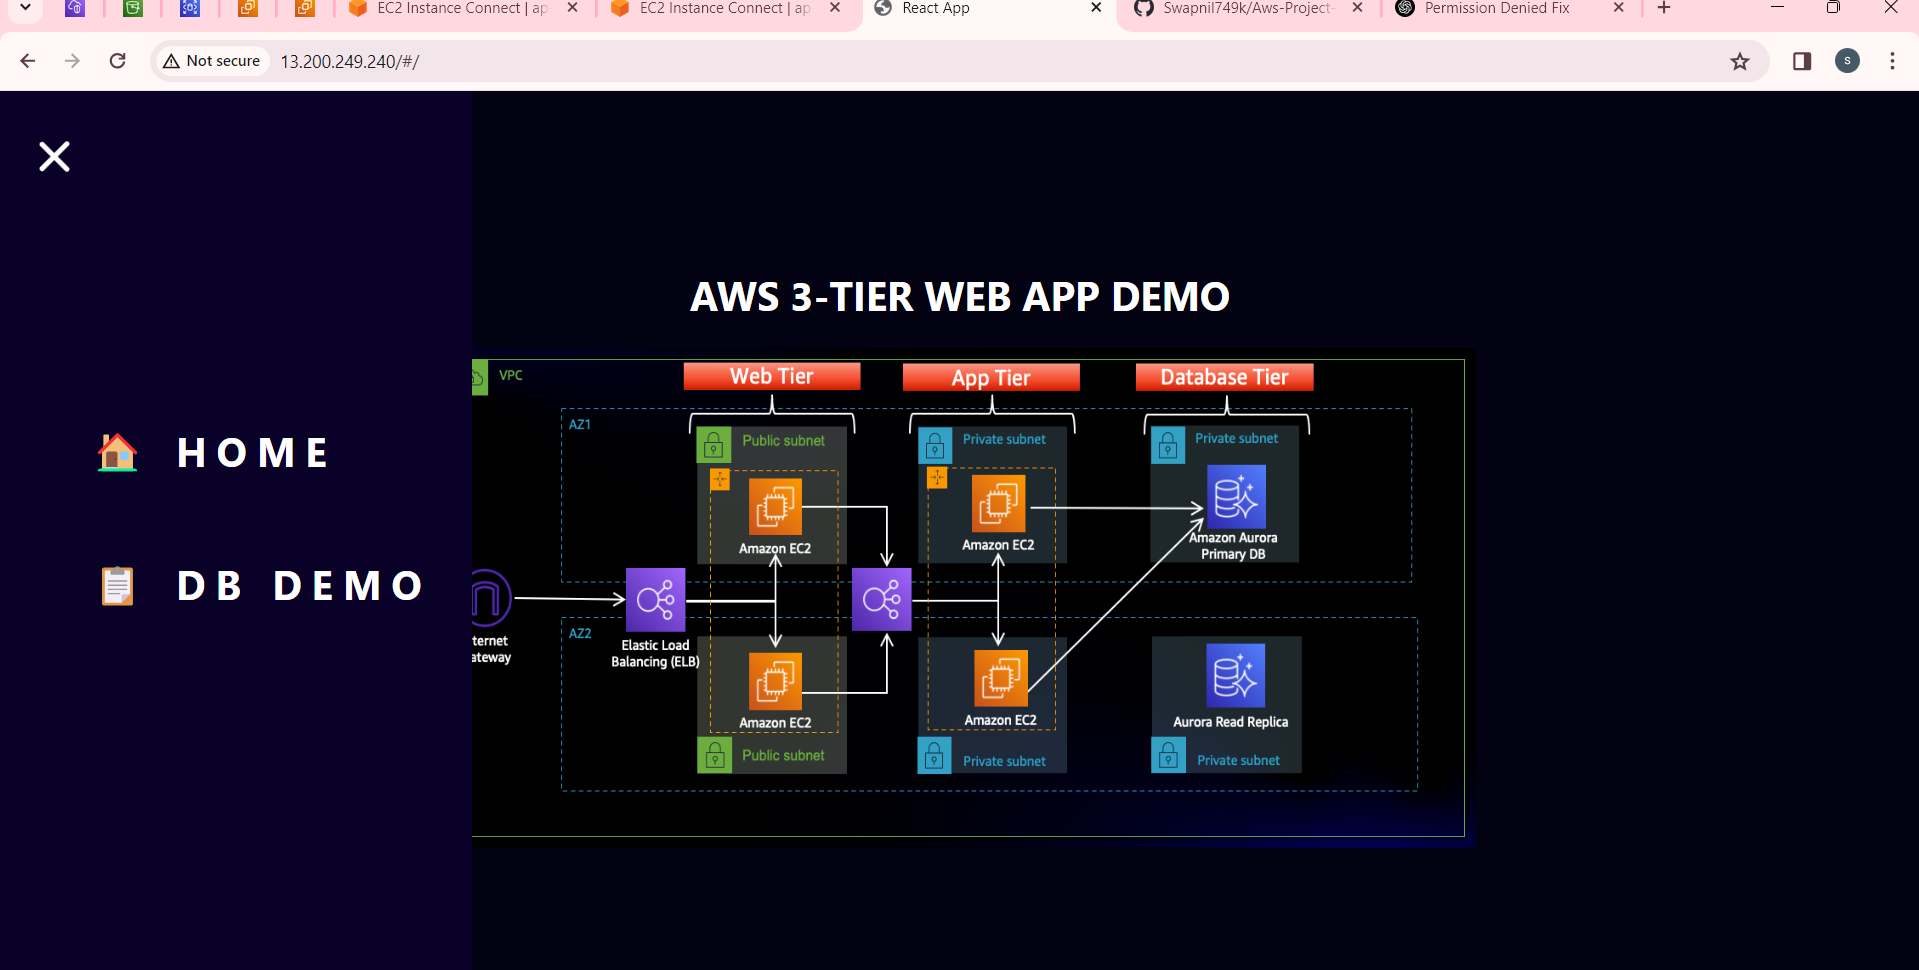 EC2 Instance Connect | ap
EC2 Instance Connect | ap-
React App
Swapnil749k/Aws-Project-
Permission Denied Fix
Not secure
13.200.249.240/#/
S
HOME
DB DEMO
AWS 3-TIER WEB APP DEMO
VPC
Web Tier
App Tier
Database Tier
AZ1
Public subnet
Private subnet
Private subnet
Amazon EC2
Amazon EC2
Amazon Aurora
Primary DB
ternet
ateway
Elastic Load
Balancing (ELB)
AZ2
Amazon EC2
Amazon EC2
Aurora Read Replica
Public subnet
Private subnet
Private subnet